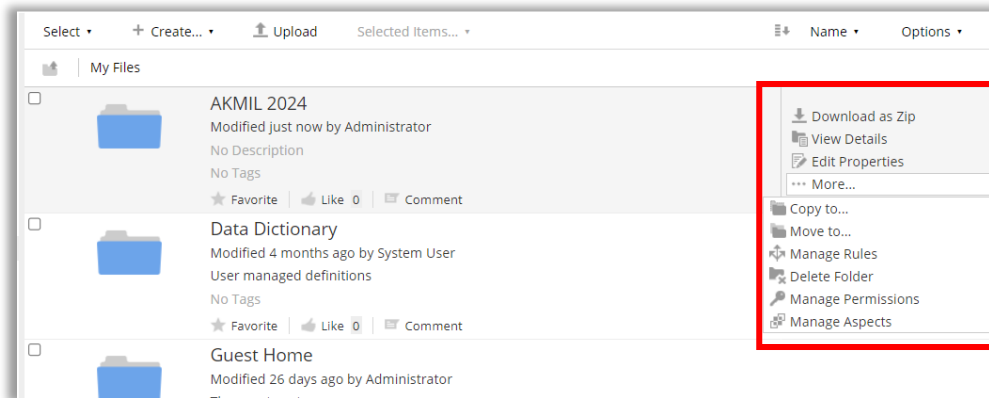 Select
Create...
Upload
Selected Items...
Name
Options
My Files
AKMIL 2024
Modified just now by Administrator
No Description
No Tags
Favorite
Like 0
Comment
Download as Zip
View Details
Edit Properties
More...
Copy to...
Move to...
Manage Rules
Delete Folder
Manage Permissions
Manage Aspects
Data Dictionary
Modified 4 months ago by System User
User managed definitions
No Tags
Favorite
Like 0
Comment
Guest Home
Modified 26 days ago by Administrator